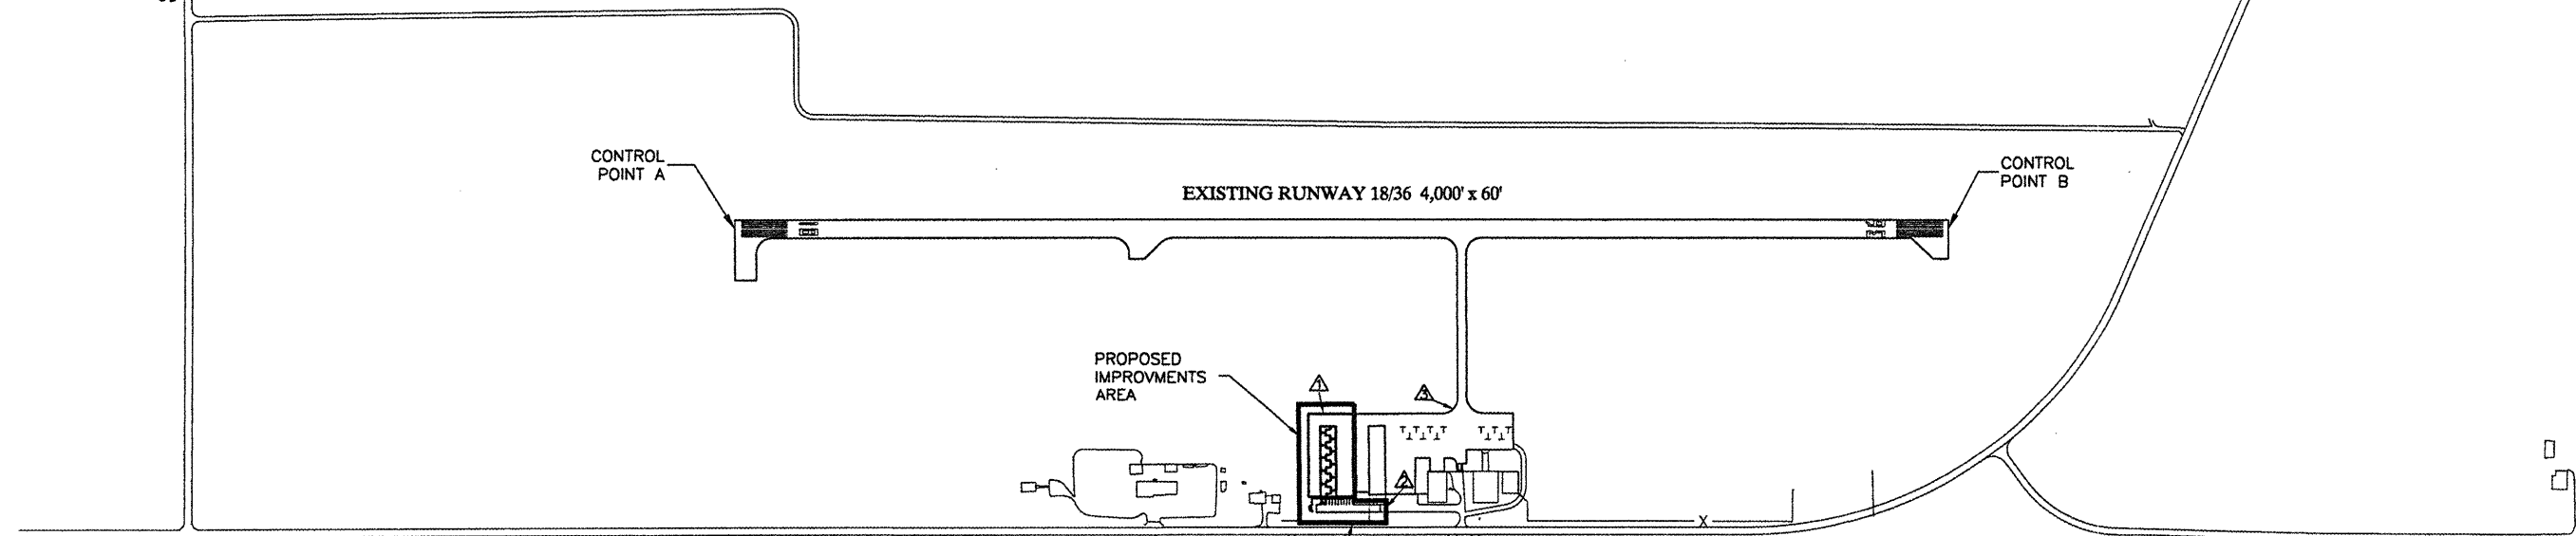 CONTROL
POINT A
CONTROL
POINT B
EXISTING RUNWAY 18/36 4,000' x 60'
PROPOSED
IMPROVMENTS
AREA
1
3
2
X